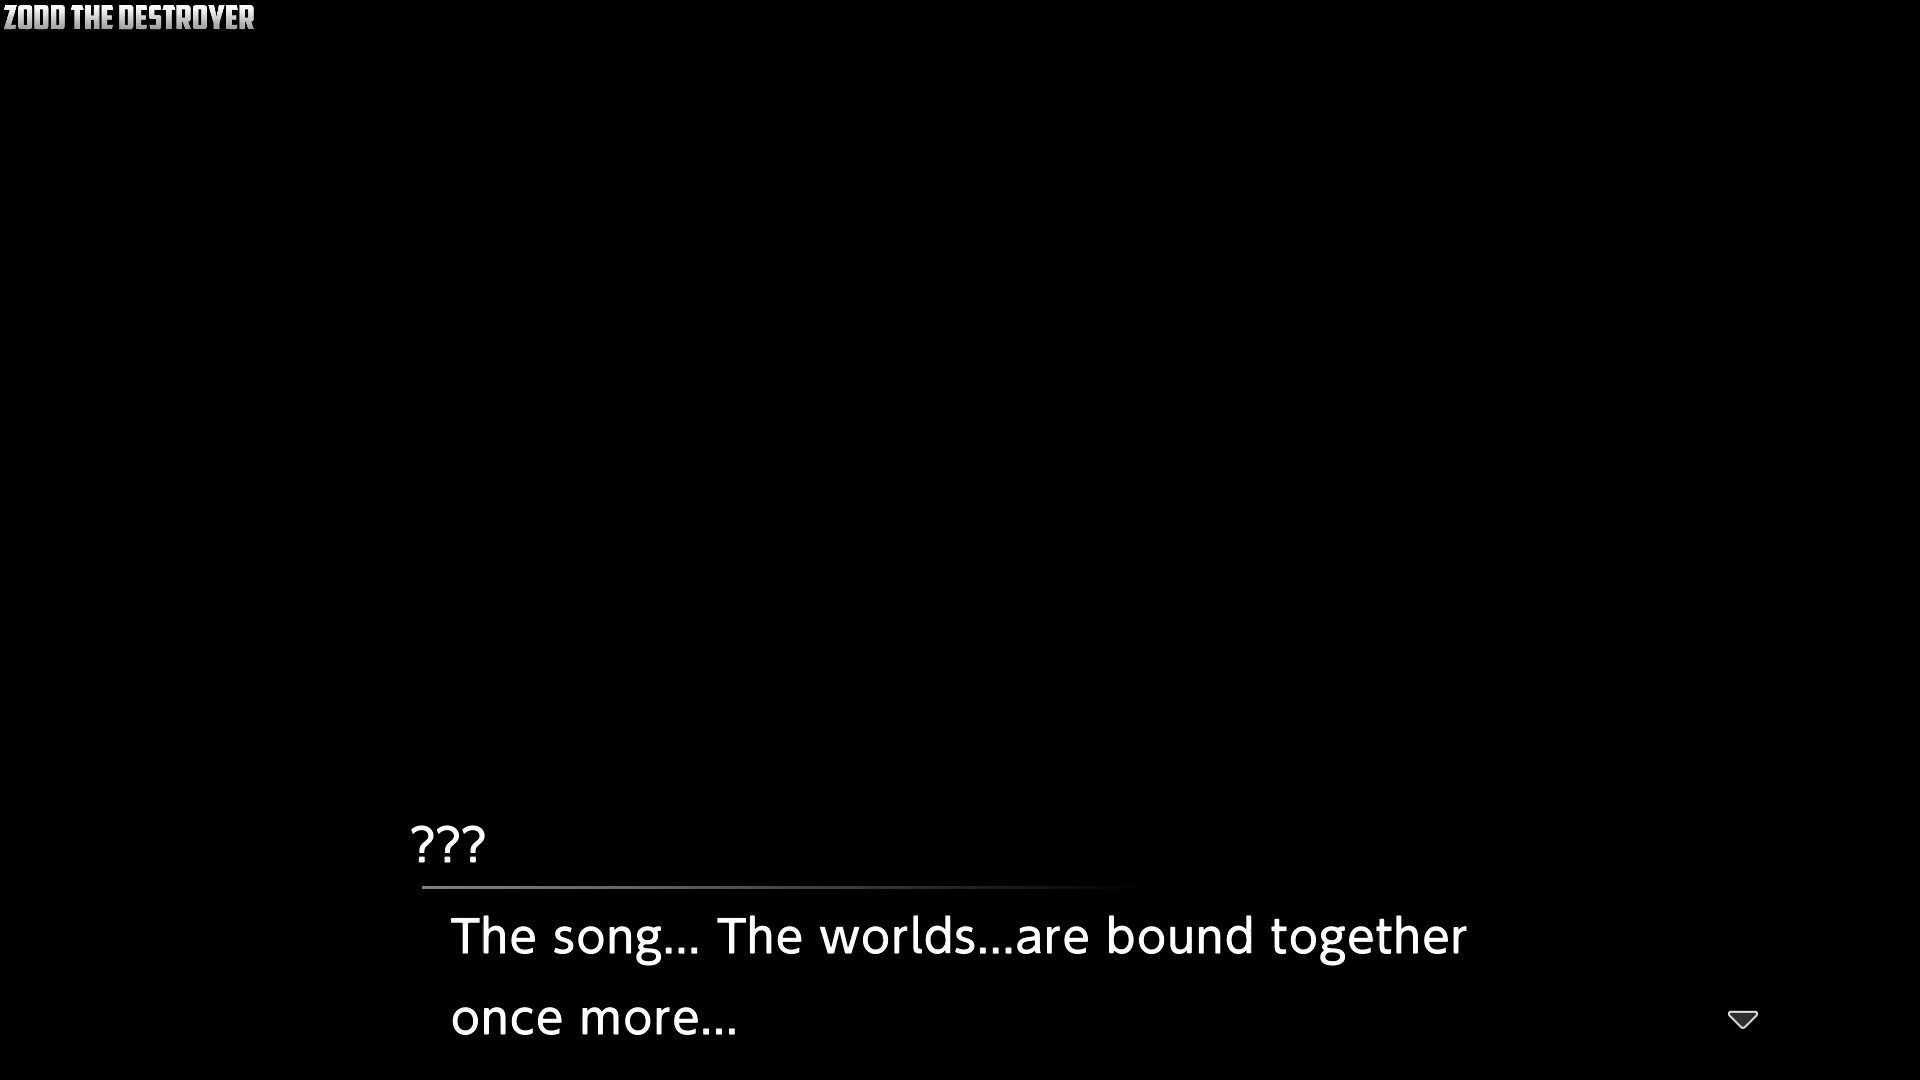 ZODD THE DESTROYER
???
The song... The worlds...are bound together
once more...